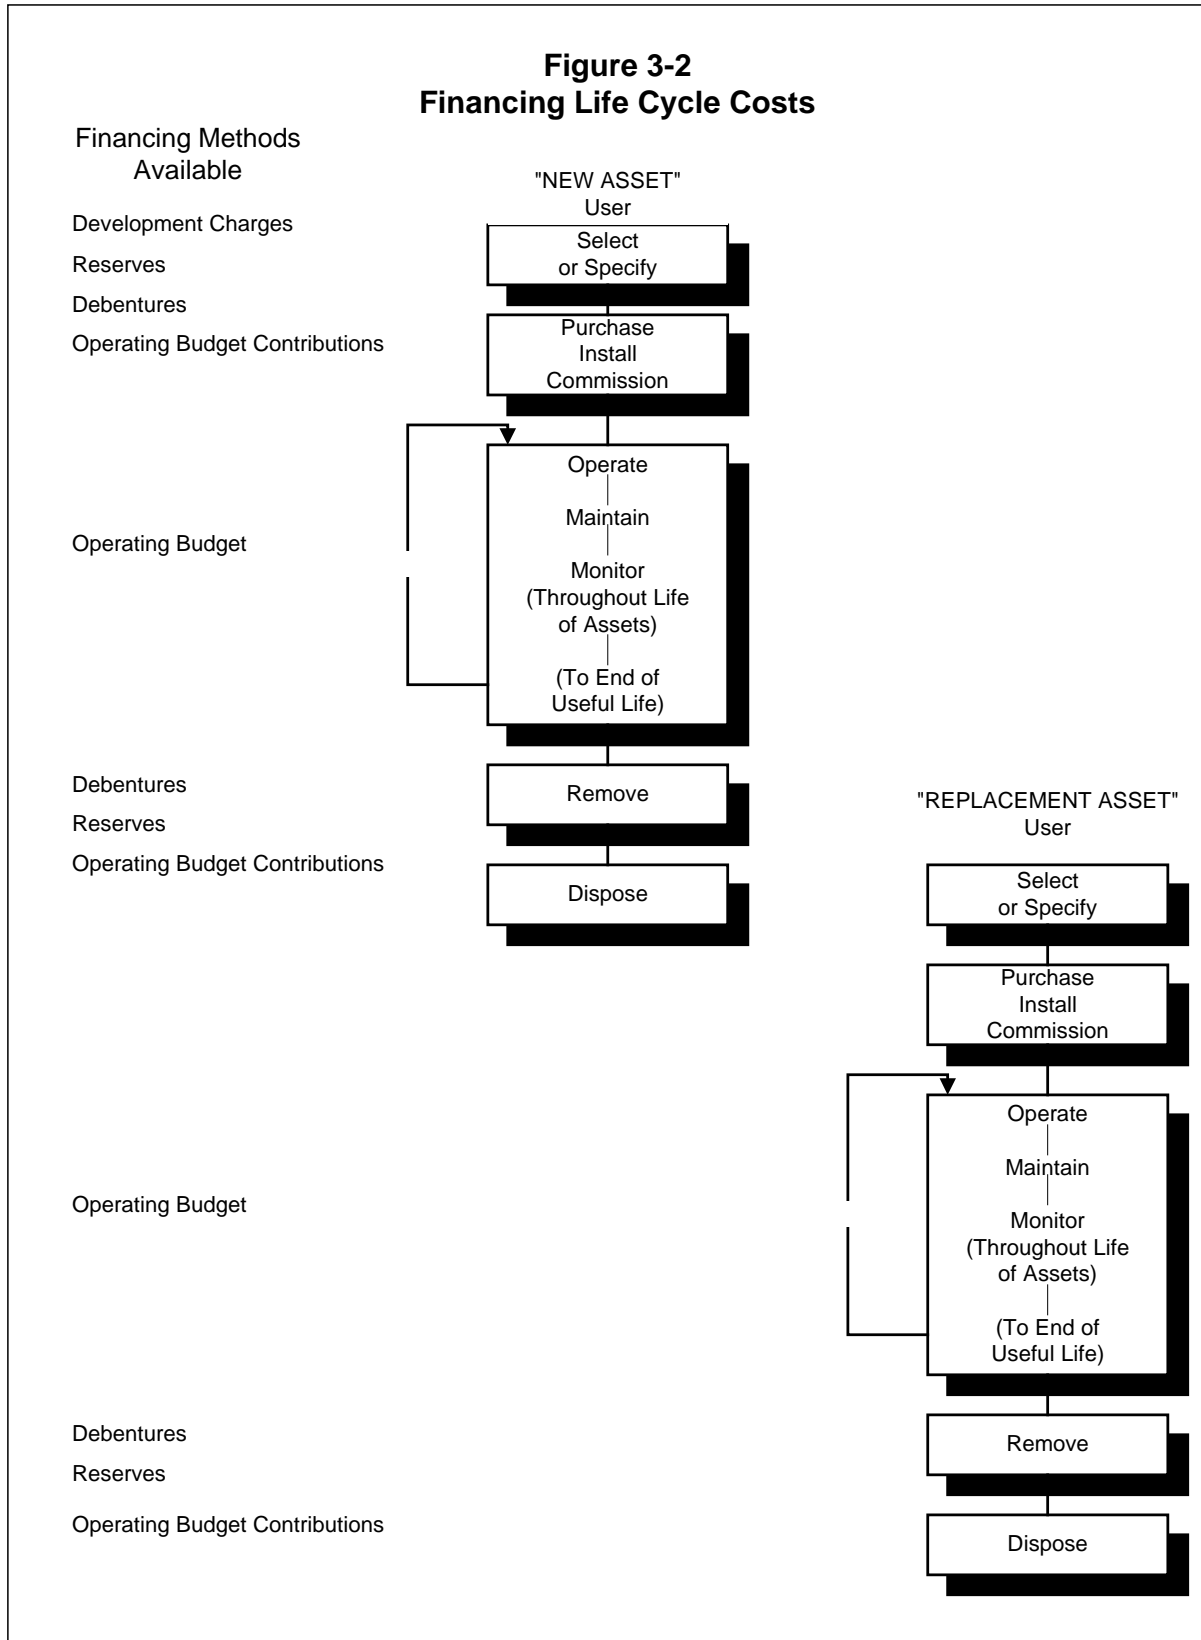 Figure 3-2
Financing Life Cycle Costs
Financing Methods
Available
Development Charges
Reserves
Debentures
Operating Budget Contributions
"NEW ASSET"
User
Select
or Specify
Purchase
Install
Commission
Operating Budget
Operate
Maintain
Monitor
(Throughout Life
of Assets)
(To End of
Useful Life)
Debentures
Reserves
Operating Budget Contributions
Remove
Dispose
"REPLACEMENT ASSET"
User
Select
or Specify
Purchase
Install
Commission
Operating Budget
Operate
Maintain
Monitor
(Throughout Life
of Assets)
(To End of
Useful Life)
Debentures
Reserves
Operating Budget Contributions
Remove
Dispose